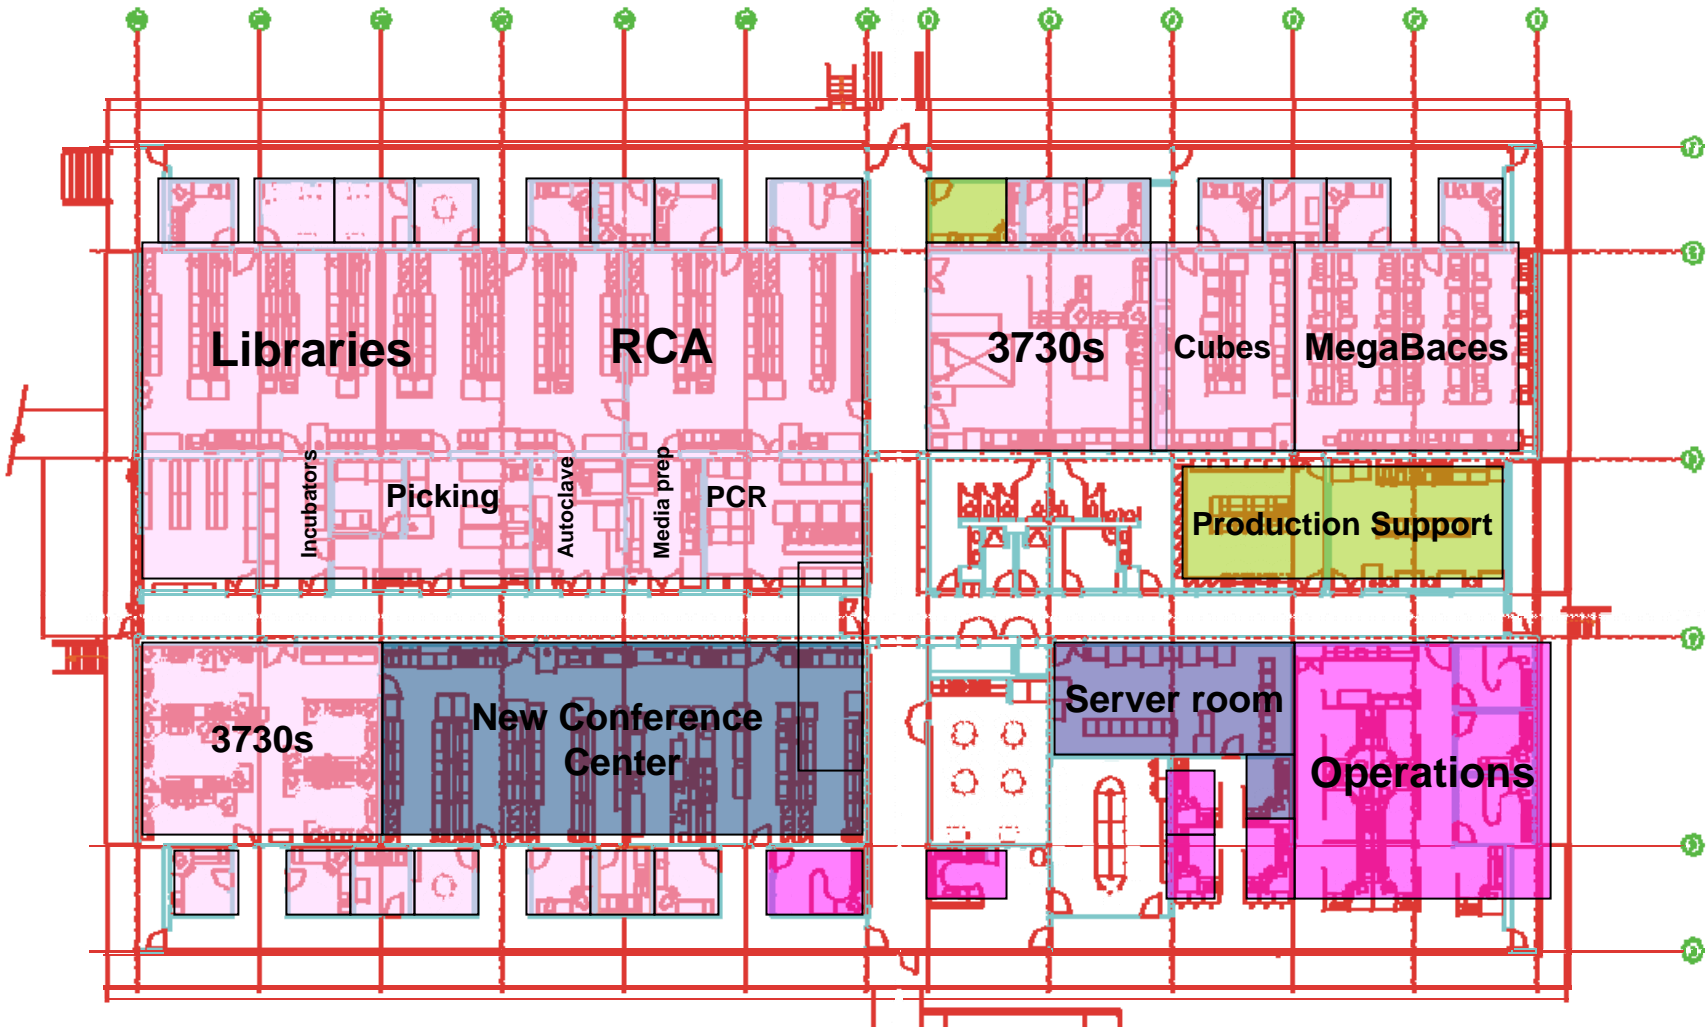 Libraries
RCA
3730s
Cubes
MegaBaces
Incubators
Picking
Autoclave
Media prep
PCR
Production Support
3730s
New Conference
Center
Server room
Operations